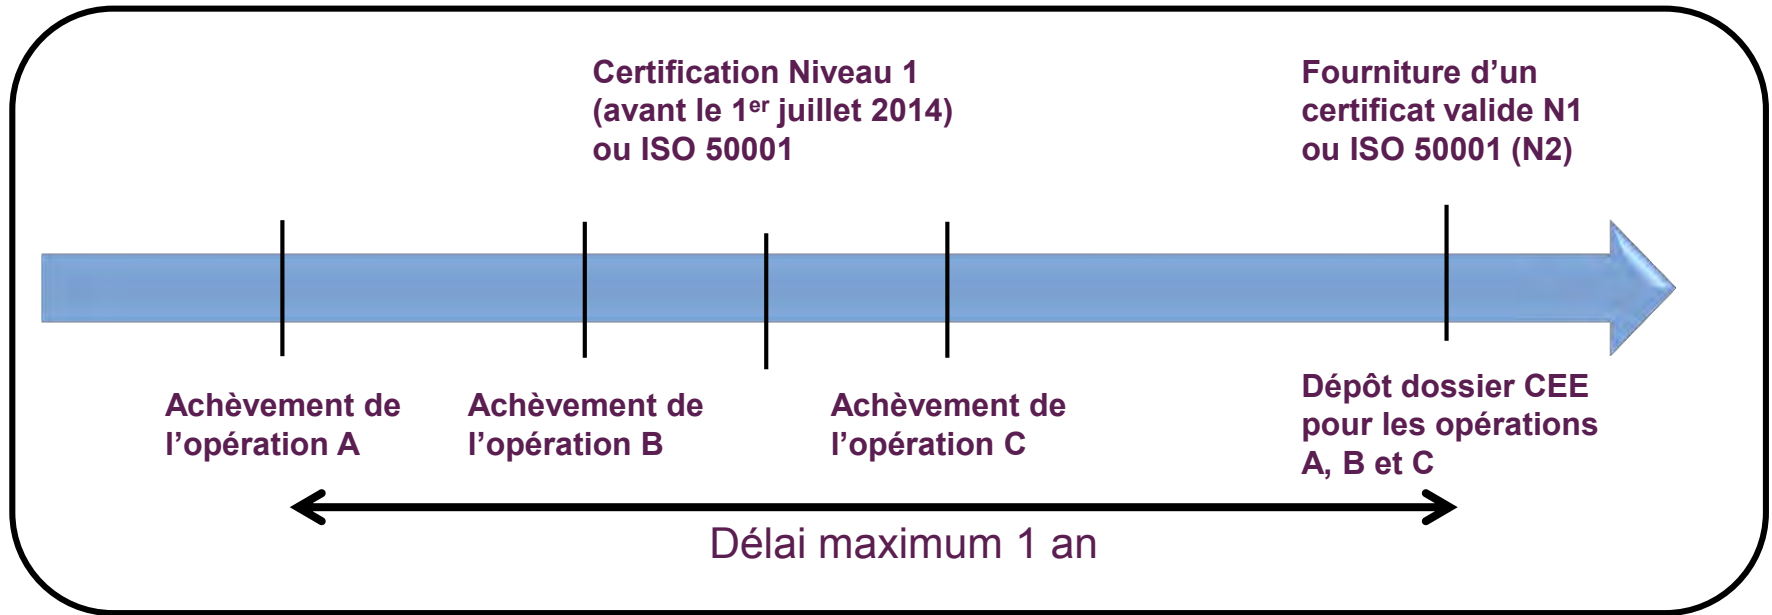 Certification Niveau 1
(avant le 1er juillet 2014)
ou ISO 50001
Fourniture d’un
certificat valide N1
ou ISO 50001 (N2)
Achèvement de
l’opération A
Achèvement de
l’opération B
Achèvement de
l’opération C
Dépôt dossier CEE
pour les opérations
A, B et C
Délai maximum 1 an